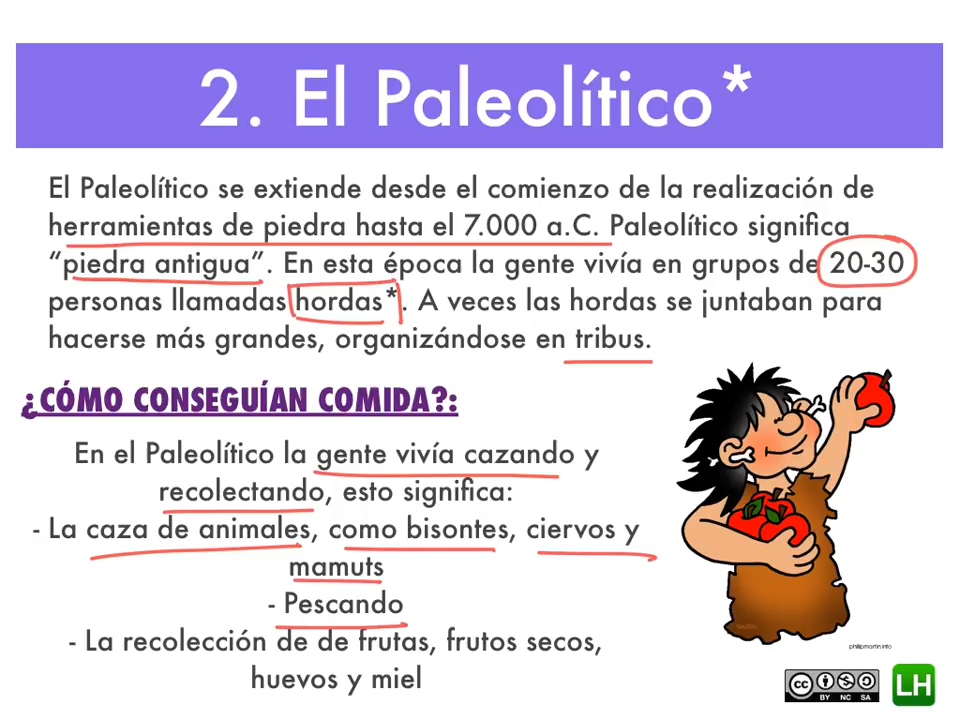 2. El Paleolítico*
El Paleolítico se extiende desde el comienzo de la realización de
herramientas de piedra hasta el 7.000 a.C. Paleolítico significa
“piedra antigua”. En esta época la gente vivía en grupos de 20-30
personas llamadas hordas*. A veces las hordas se juntaban para
hacerse más grandes, organizándose en tribus.
¿CÓMO CONSEGUÍAN COMIDA?:
En el Paleolítico la gente vivía cazando y
recolectando, esto significa:
- La caza de animales, como bisontes, ciervos y
mamuts
- Pescando
- La recolección de de frutas, frutos secos,
huevos y miel
phillipmartin.info
cc BY NC SA
LH